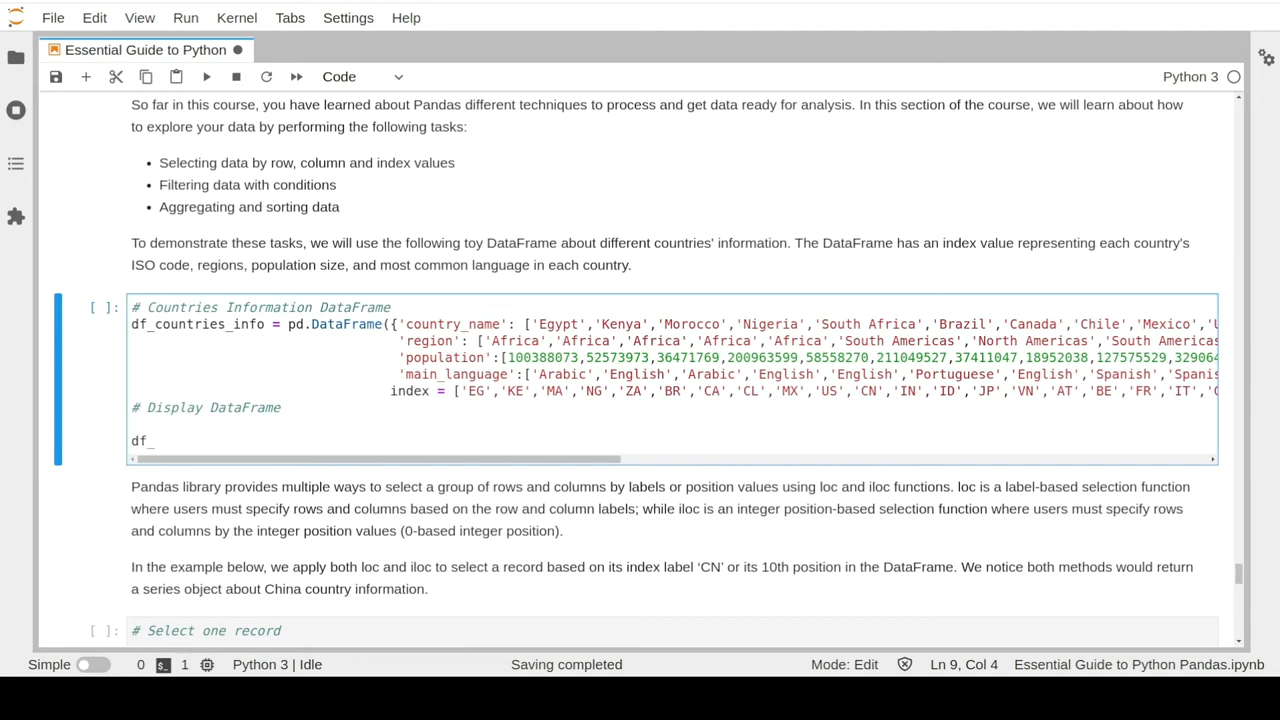 File Edit View Run Kernel Tabs Settings Help
Essential Guide to Python
Code
Python 3
So far in this course, you have learned about Pandas different techniques to process and get data ready for analysis. In this section of the course, we will learn about how
to explore your data by performing the following tasks:
• Selecting data by row, column and index values
• Filtering data with conditions
• Aggregating and sorting data
To demonstrate these tasks, we will use the following toy DataFrame about different countries' information. The DataFrame has an index value representing each country's
ISO code, regions, population size, and most common language in each country.
[ ]: # Countries Information DataFrame
df_countries_info = pd.DataFrame({'country_name': ['Egypt','Kenya','Morocco','Nigeria','South Africa','Brazil','Canada','Chile','Mexico','U
'region': ['Africa','Africa','Africa','Africa','Africa','South Americas','North Americas','South Americas
'population':[100388073,52573973,36471769,200963599,58558270,211049527,37411047,18952038,127575529,329064
'main_language':['Arabic','English','Arabic','English','English','Portuguese','English','Spanish','Spanis
index = ['EG','KE','MA','NG','ZA','BR','CA','CL','MX','US','CN','IN','ID','JP','VN','AT','BE','FR','IT',
# Display DataFrame
df_
Pandas library provides multiple ways to select a group of rows and columns by labels or position values using loc and iloc functions. loc is a label-based selection function
where users must specify rows and columns based on the row and column labels; while iloc is an integer position-based selection function where users must specify rows
and columns by the integer position values (0-based integer position).
In the example below, we apply both loc and iloc to select a record based on its index label ‘CN’ or its 10th position in the DataFrame. We notice both methods would return
a series object about China country information.
[ ]: # Select one record
Simple 0 1 Python 3 | Idle Saving completed Mode: Edit Ln 9, Col 4 Essential Guide to Python Pandas.ipynb